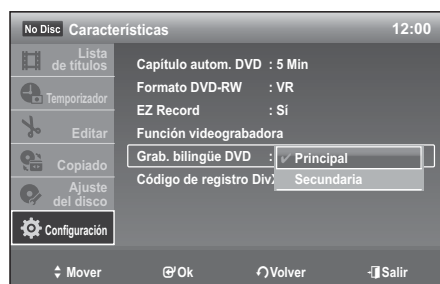 No Disc Características 12:00
Lista
de títulos
Temporizador
Editar
Copiado
Ajuste
del disco
Configuración
Capítulo autom. DVD : 5 Min
Formato DVD-RW : VR
EZ Record : Sí
Función videograbadora
Grab. bilingüe DVD : ✔ Principal
Código de registro DivX Secundaria
Mover Ok Volver Salir